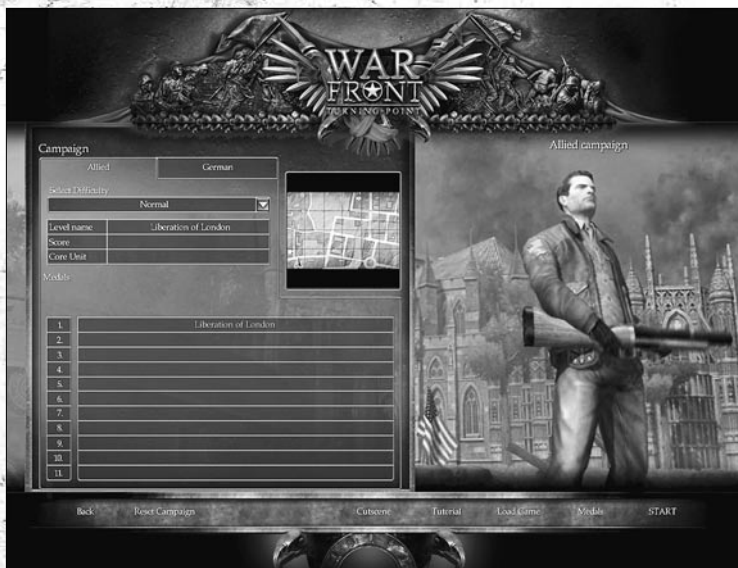 WAR
FRONT
TURNING POINT
Campaign
Allied German
Select Difficulty
Normal
Level name Liberation of London
Score
Core Unit
Medals
1. Liberation of London
2.
3.
4.
5.
6.
7.
8.
9.
10.
11.
Allied campaign
Back Reset Campaign Cutscene Tutorial Load Game Medals START